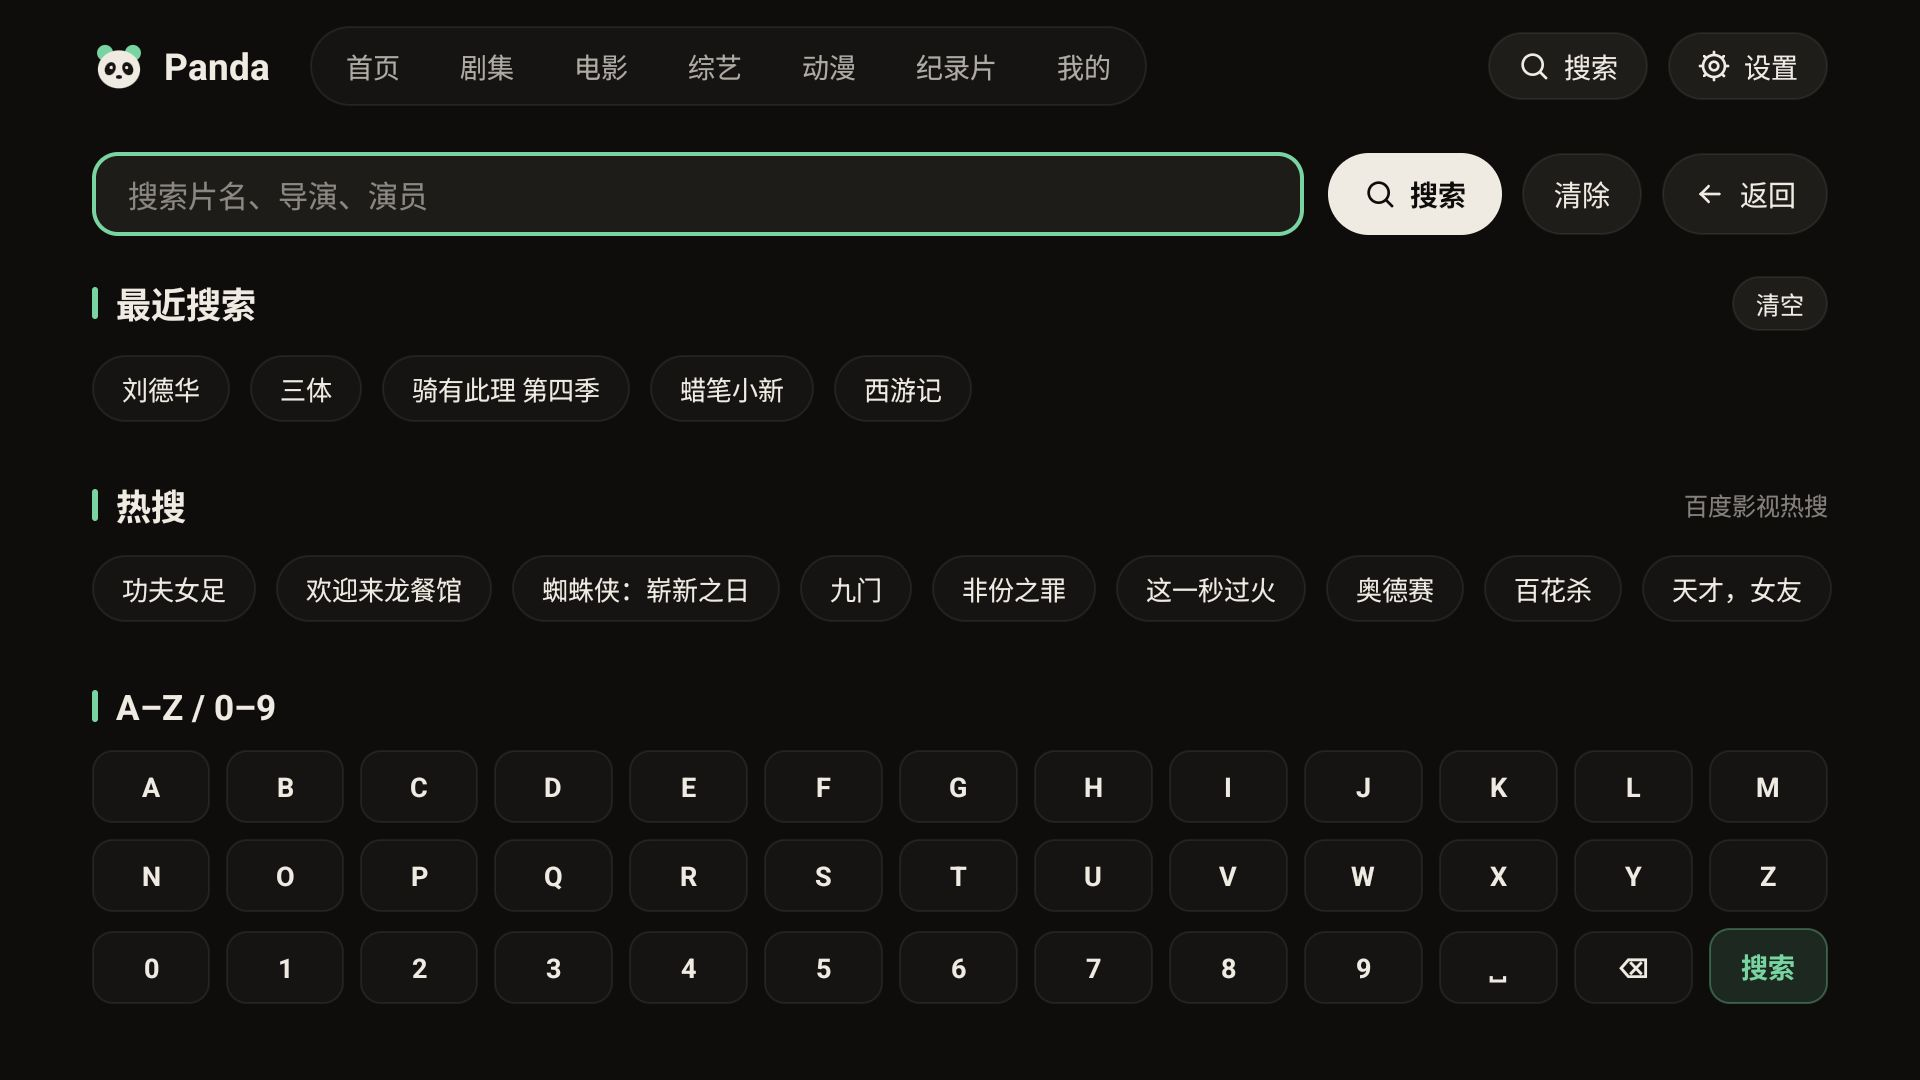 Panda 首页 剧集 电影 综艺 动漫 纪录片 我的 搜索 设置
搜索片名、导演、演员 搜索 清除 返回
最近搜索 清空
刘德华 三体 骑有此理 第四季 蜡笔小新 西游记
热搜 百度影视热搜
功夫女足 欢迎来龙餐馆 蜘蛛侠：崭新之日 九门 非份之罪 这一秒过火 奥德赛 百花杀 天才，女友
A–Z / 0–9
A B C D E F G H I J K L M
N O P Q R S T U V W X Y Z
0 1 2 3 4 5 6 7 8 9 ␣ ⌫ 搜索